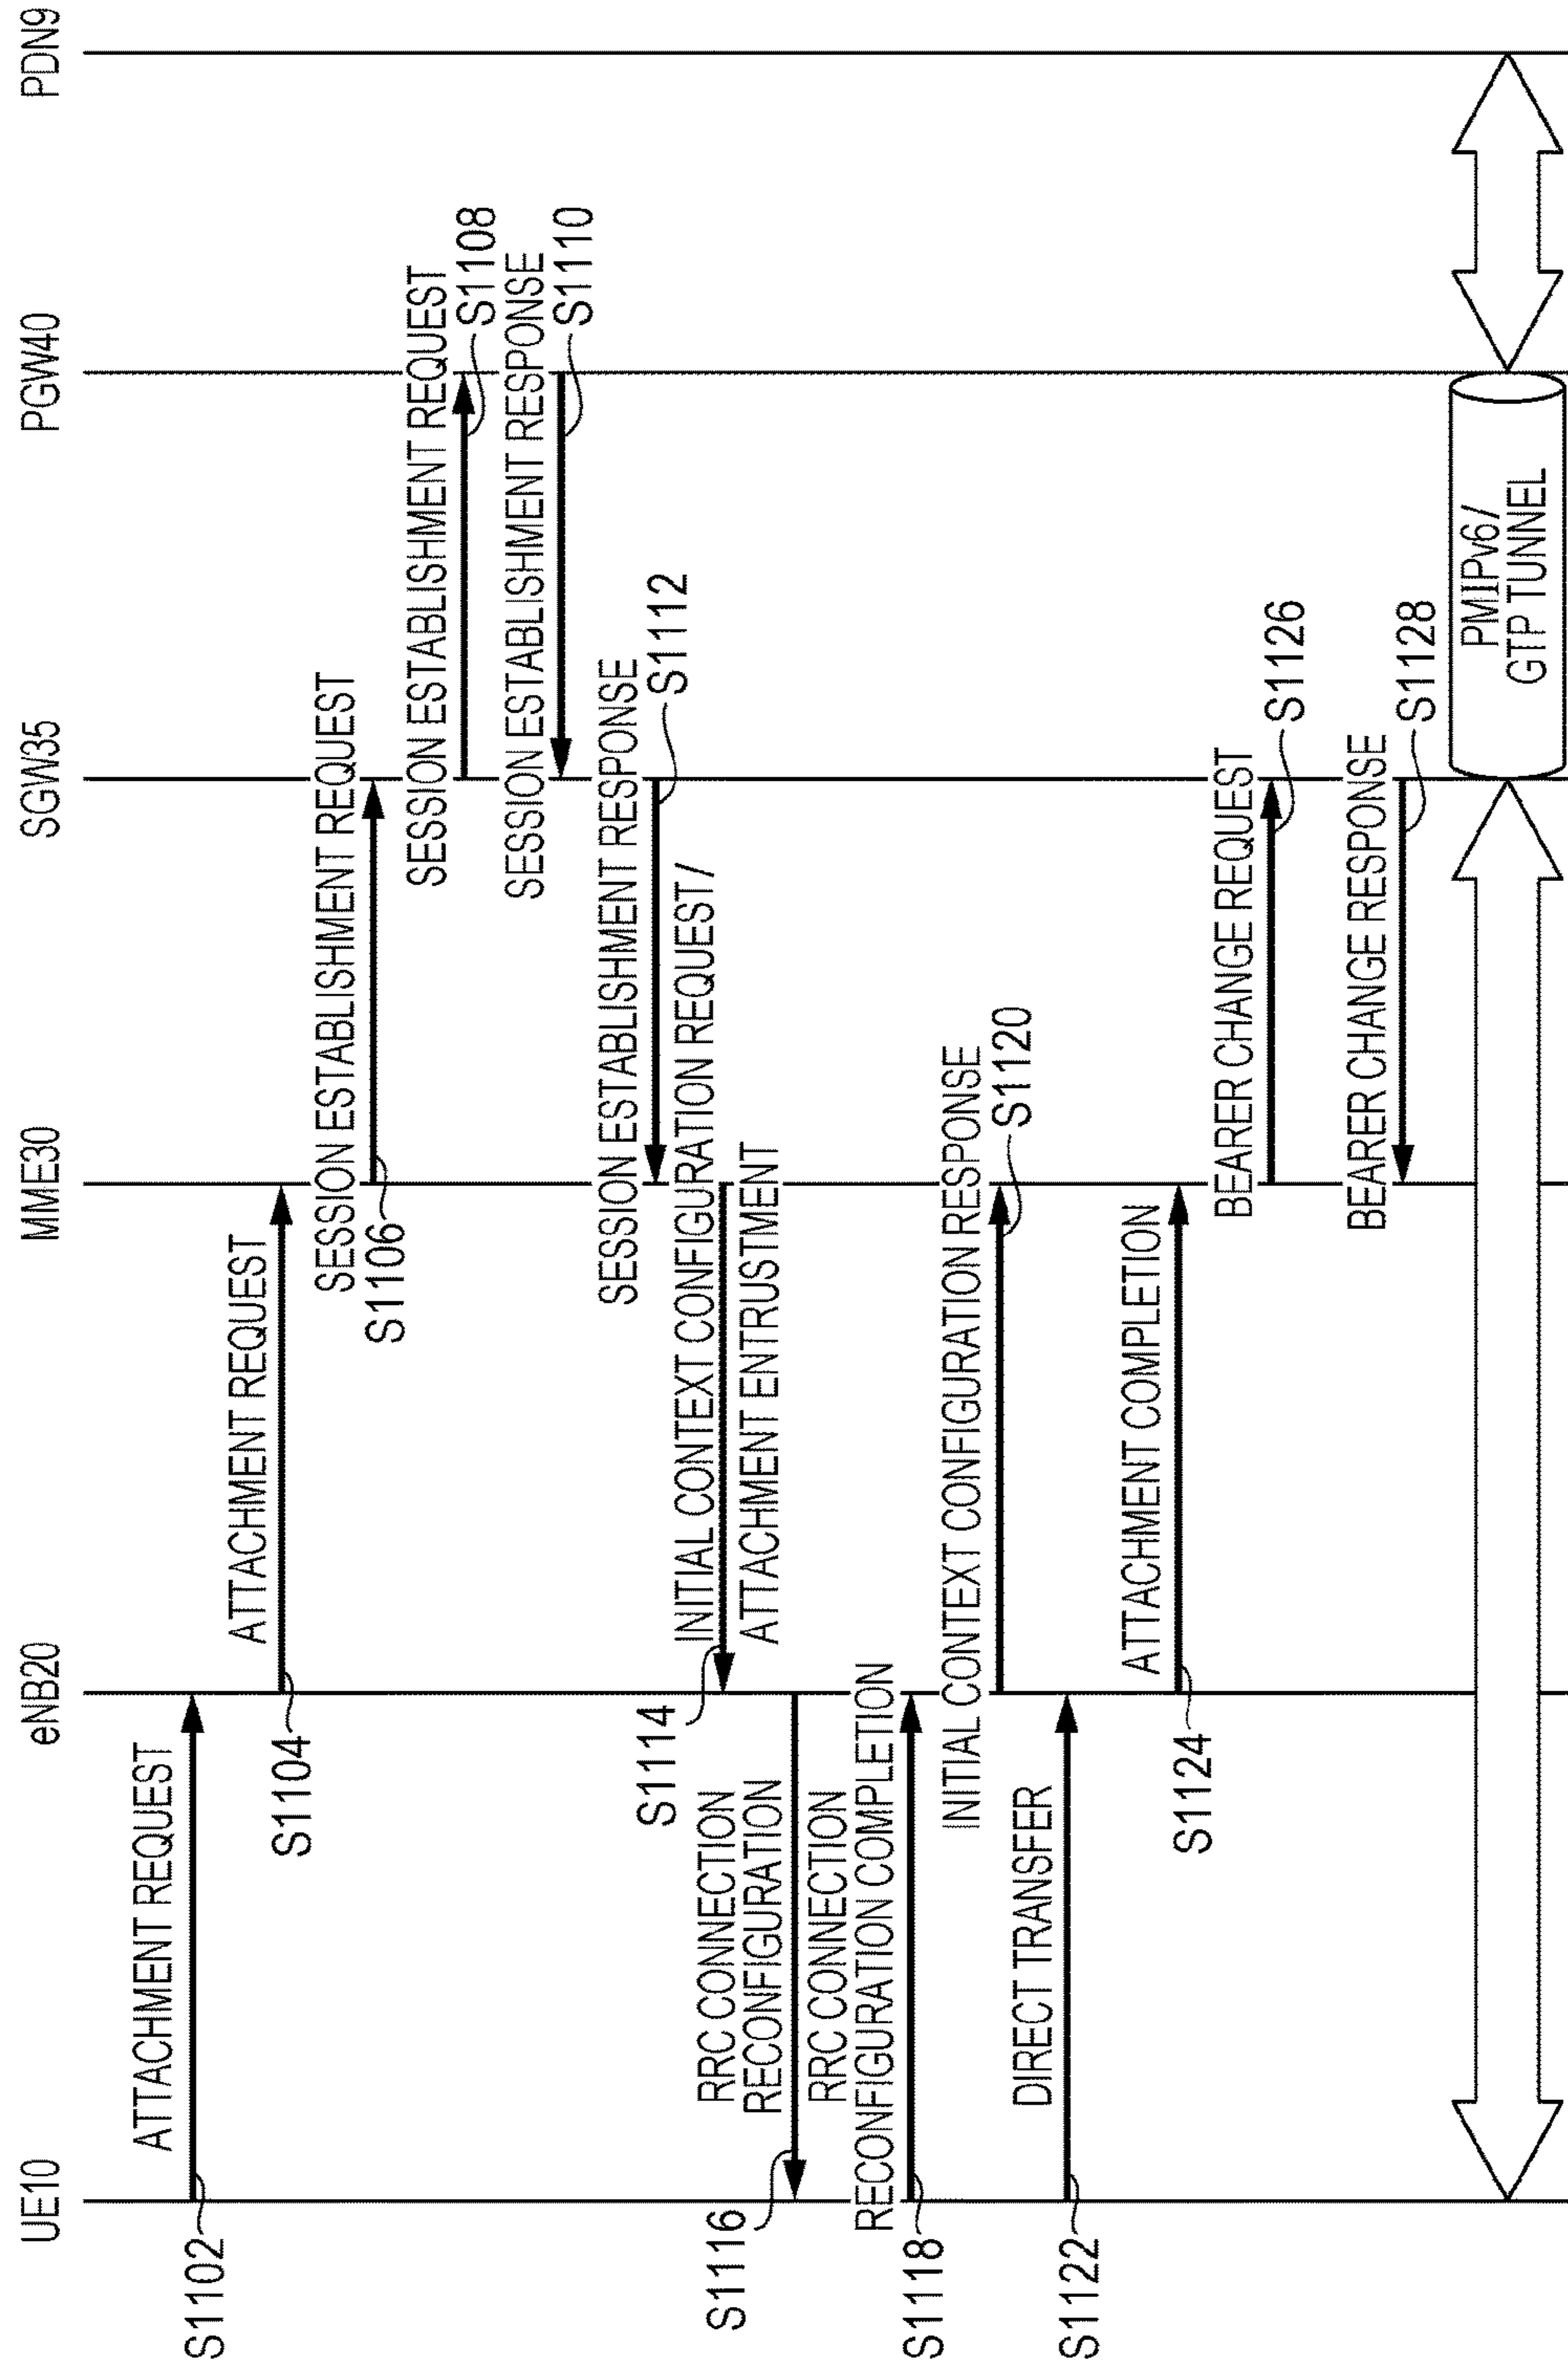 UE10
eNB20
MME30
SGW35
PGW40
PDN9
ATTACHMENT REQUEST
S1102
ATTACHMENT REQUEST
S1104
SESSION ESTABLISHMENT REQUEST
S1106
SESSION ESTABLISHMENT REQUEST
S1108
SESSION ESTABLISHMENT RESPONSE
S1110
SESSION ESTABLISHMENT RESPONSE
S1112
INITIAL CONTEXT CONFIGURATION REQUEST/
ATTACHMENT ENTRUSTMENT
S1114
RRC CONNECTION
RECONFIGURATION
S1116
RRC CONNECTION
RECONFIGURATION COMPLETION
S1118
INITIAL CONTEXT CONFIGURATION RESPONSE
S1120
DIRECT TRANSFER
S1122
ATTACHMENT COMPLETION
S1124
BEARER CHANGE REQUEST
S1126
BEARER CHANGE RESPONSE
S1128
PMIPv6/
GTP TUNNEL